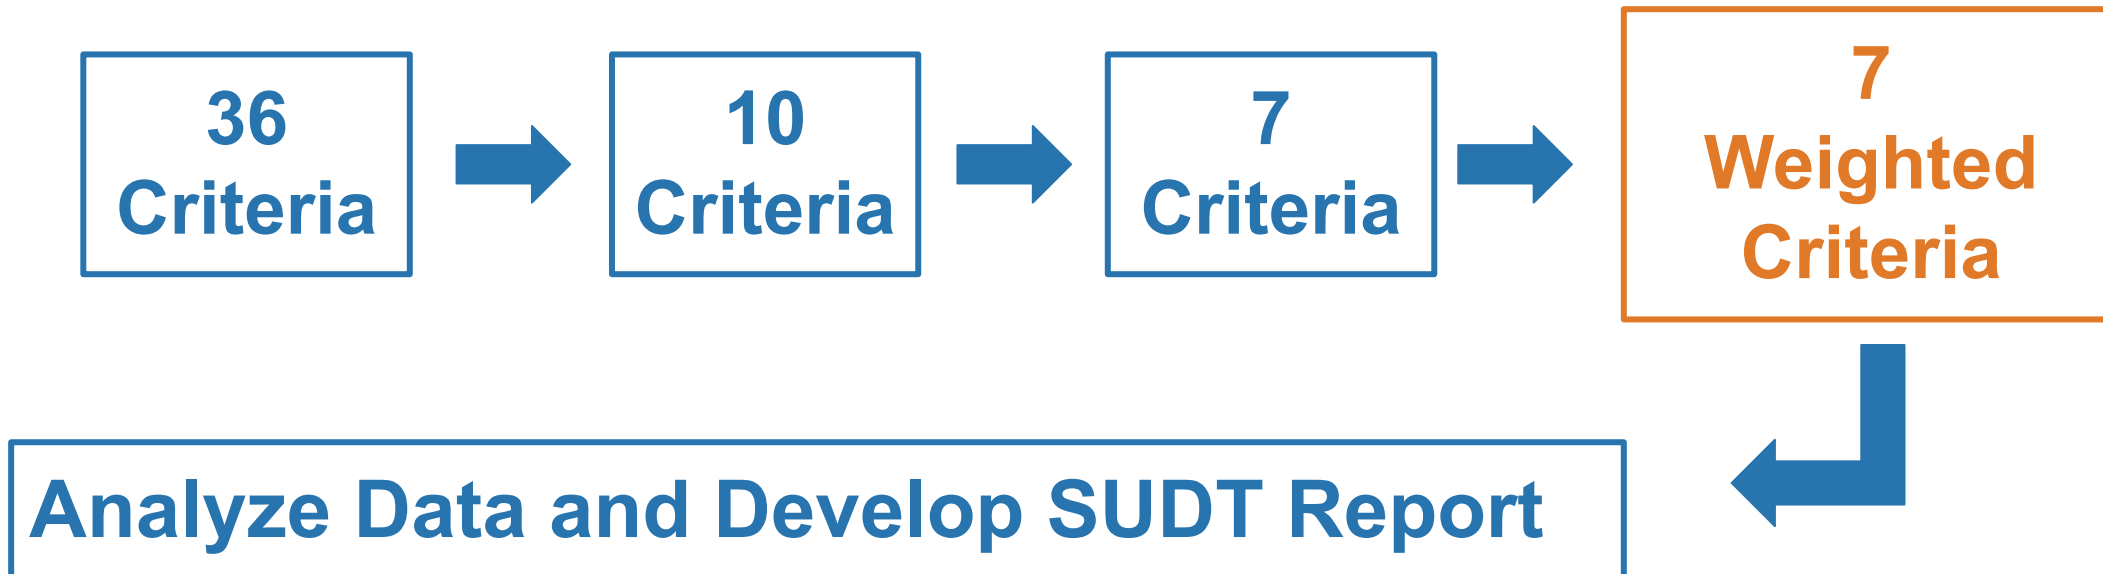 36
Criteria
10
Criteria
7
Criteria
7
Weighted
Criteria
Analyze Data and Develop SUDT Report